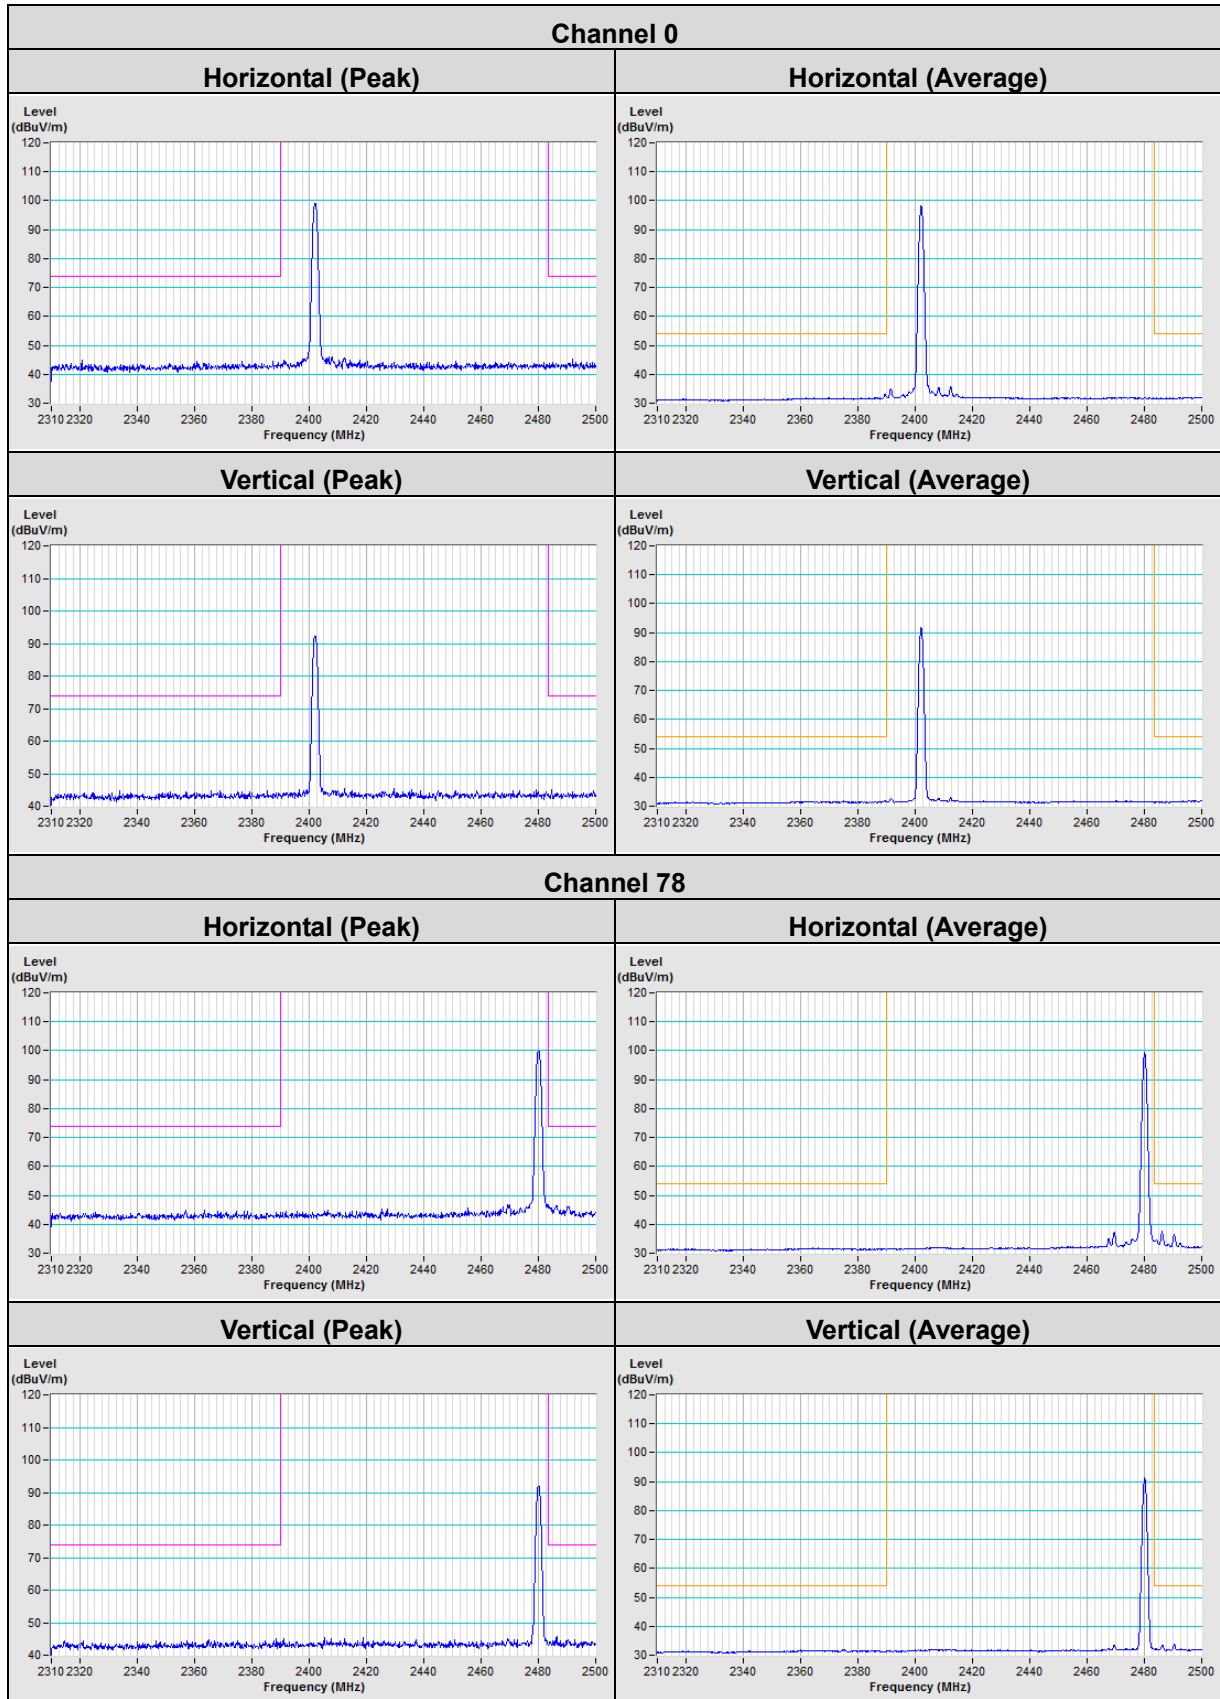 Channel 0
Horizontal (Peak) Horizontal (Average)
Level Level
(dBuV/m) (dBuV/m)
120 120
110 110
100 100
90 90
80 80
70 70
60 60
50 50
40 40
30 30
2310 2320 2340 2360 2380 2400 2420 2440 2460 2480 2500 2310 2320 2340 2360 2380 2400 2420 2440 2460 2480 2500
Frequency (MHz) Frequency (MHz)
Vertical (Peak) Vertical (Average)
Level Level
(dBuV/m) (dBuV/m)
120 120
110 110
100 100
90 90
80 80
70 70
60 60
50 50
40 40
30
2310 2320 2340 2360 2380 2400 2420 2440 2460 2480 2500 2310 2320 2340 2360 2380 2400 2420 2440 2460 2480 2500
Frequency (MHz) Frequency (MHz)
Channel 78
Horizontal (Peak) Horizontal (Average)
Level Level
(dBuV/m) (dBuV/m)
120 120
110 110
100 100
90 90
80 80
70 70
60 60
50 50
40 40
30 30
2310 2320 2340 2360 2380 2400 2420 2440 2460 2480 2500 2310 2320 2340 2360 2380 2400 2420 2440 2460 2480 2500
Frequency (MHz) Frequency (MHz)
Vertical (Peak) Vertical (Average)
Level Level
(dBuV/m) (dBuV/m)
120 120
110 110
100 100
90 90
80 80
70 70
60 60
50 50
40 40
30
2310 2320 2340 2360 2380 2400 2420 2440 2460 2480 2500 2310 2320 2340 2360 2380 2400 2420 2440 2460 2480 2500
Frequency (MHz) Frequency (MHz)